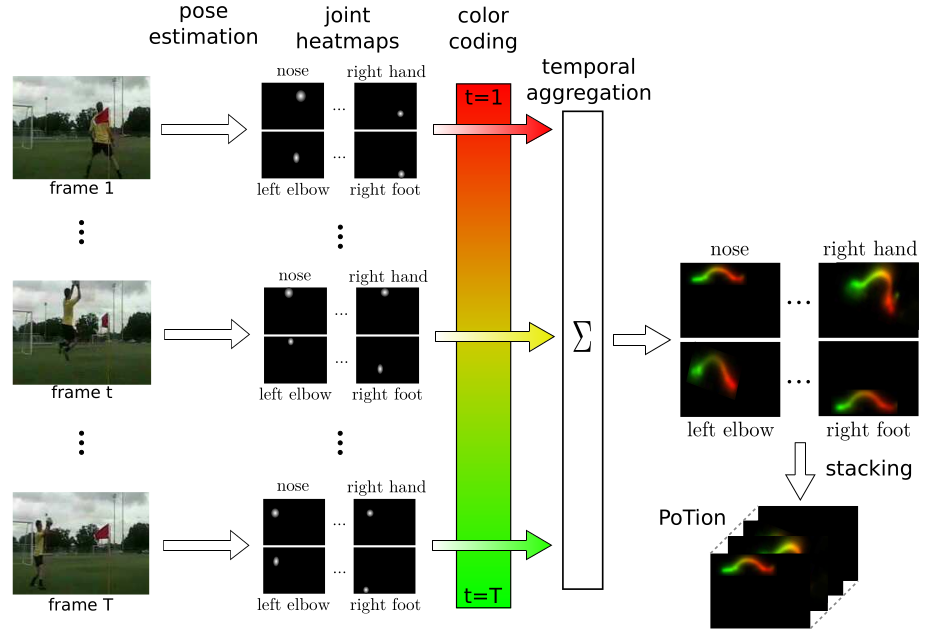 pose
estimation
joint
heatmaps
color
coding
temporal
aggregation
nose
right hand
...
...
left elbow
right foot
frame 1
t=1
nose
right hand
...
...
left elbow
right foot
frame t
Σ
nose
right hand
...
...
left elbow
right foot
stacking
PoTion
nose
right hand
...
...
left elbow
right foot
frame T
t=T